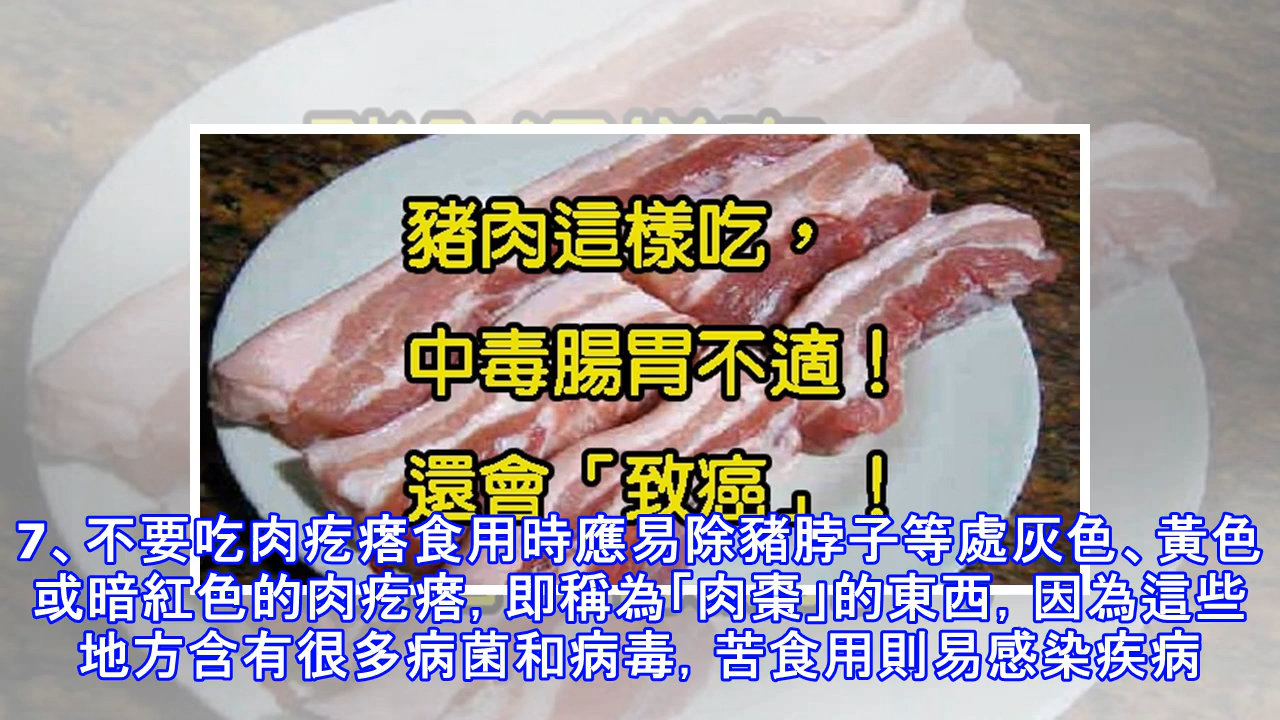 豬肉這樣吃，
中毒腸胃不適！
還會「致癌」！
7、不要吃肉疙瘩食用時應易除豬脖子等處灰色、黃色
或暗紅色的肉疙瘩, 即稱為「肉棗」的東西, 因為這些
地方含有很多病菌和病毒, 苦食用則易感染疾病